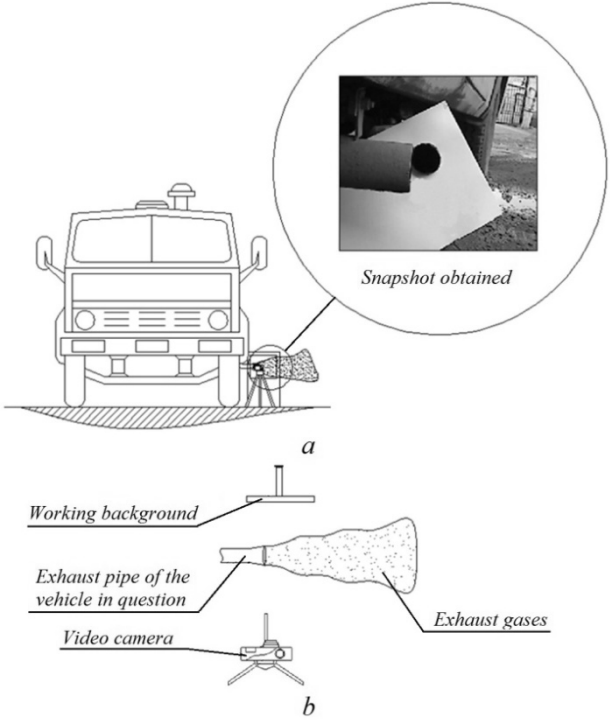 Snapshot obtained
a
Working background
Exhaust pipe of the
vehicle in question
Exhaust gases
Video camera
b